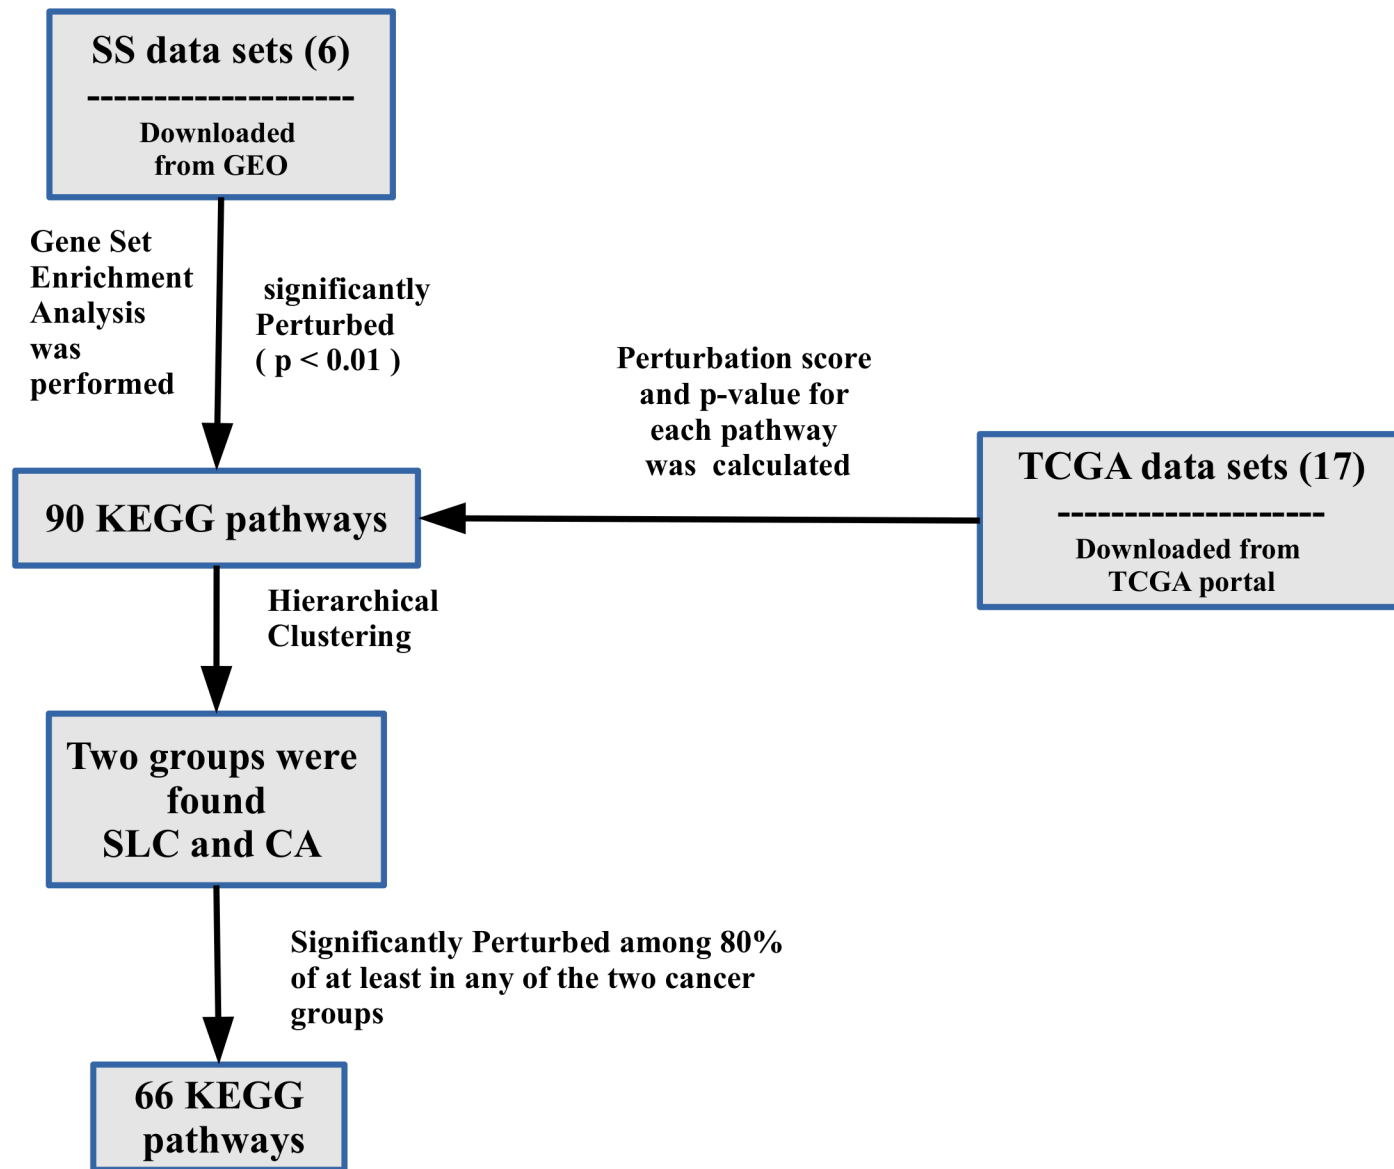 SS data sets (6)
--------------------
Downloaded
from GEO
Gene Set
Enrichment
Analysis
was
performed
significantly
Perturbed
( p < 0.01 )
Perturbation score
and p-value for
each pathway
was calculated
TCGA data sets (17)
--------------------
Downloaded from
TCGA portal
90 KEGG pathways
Hierarchical
Clustering
Two groups were
found
SLC and CA
Significantly Perturbed among 80%
of at least in any of the two cancer
groups
66 KEGG
pathways